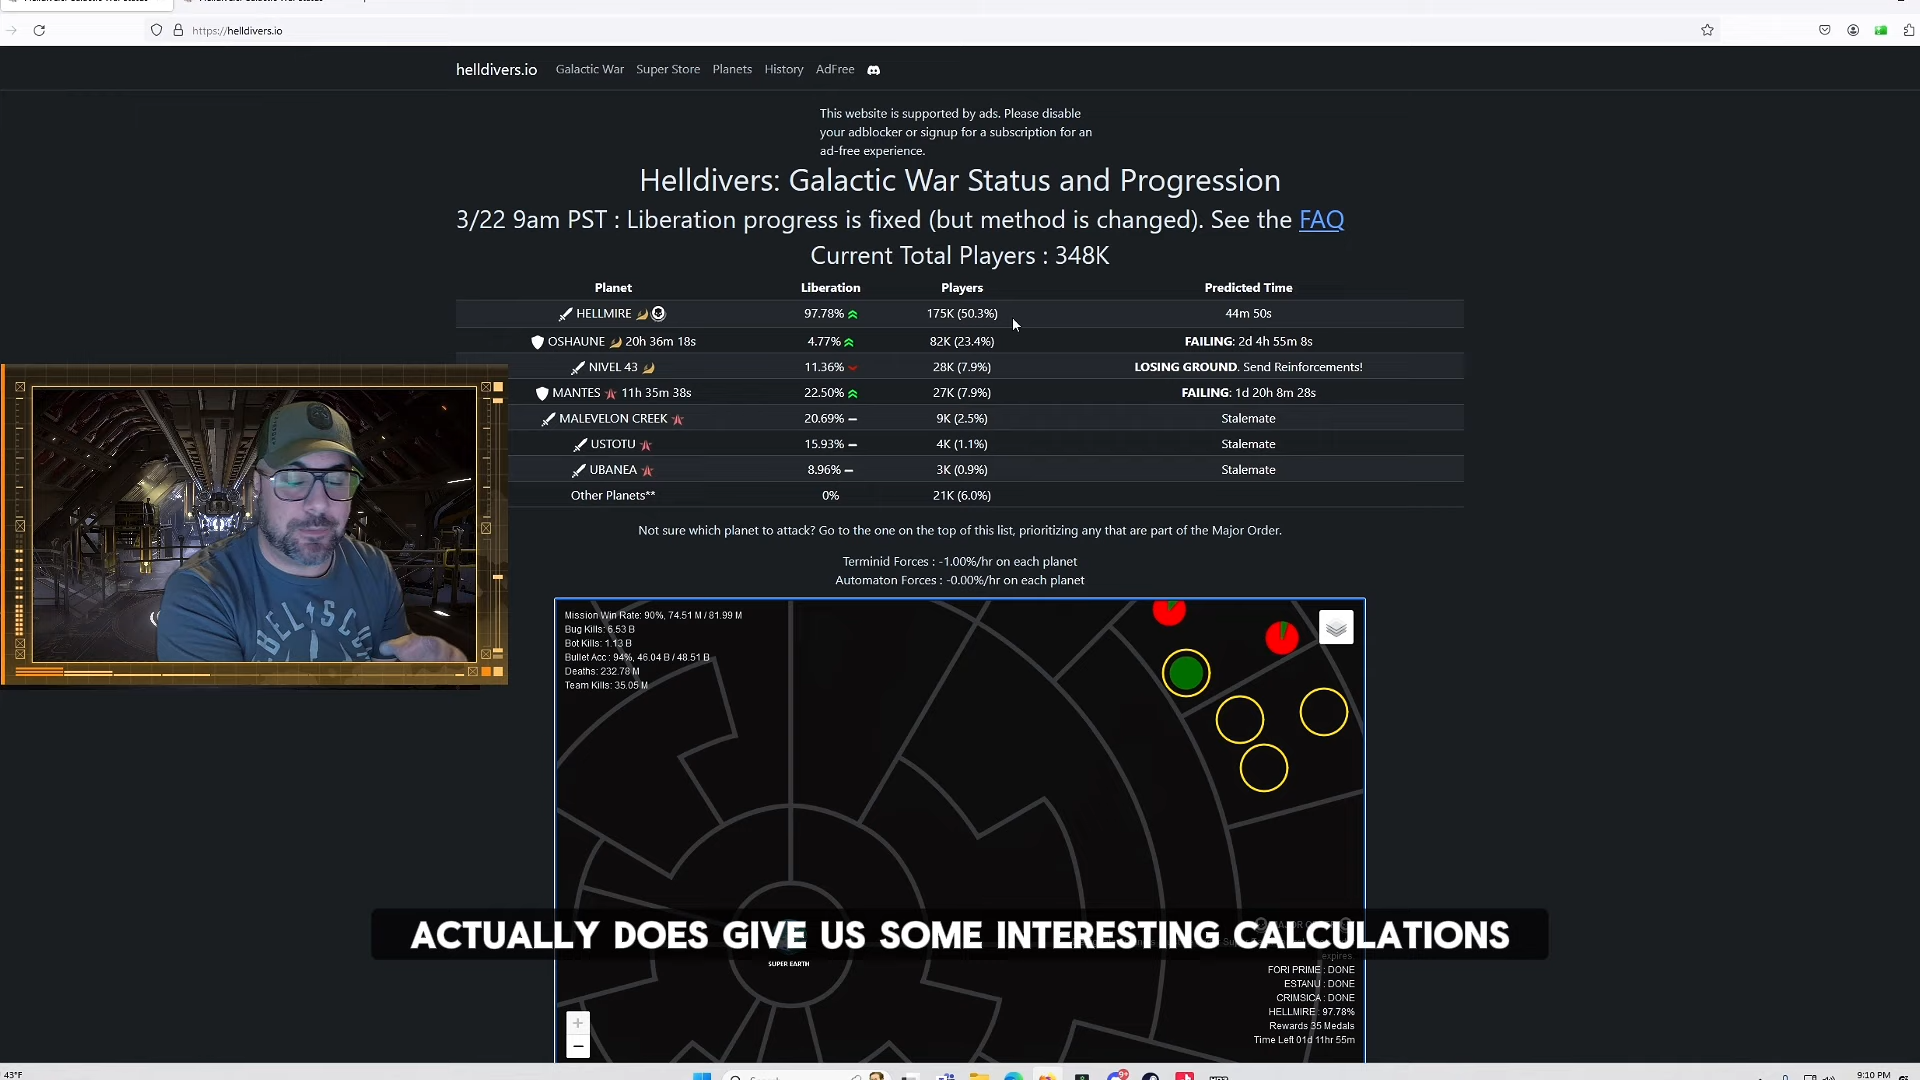 https://helldivers.io
helldivers.io Galactic War Super Store Planets History AdFree
This website is supported by ads. Please disable
your adblocker or signup for a subscription for an
ad-free experience.
Helldivers: Galactic War Status and Progression
3/22 9am PST : Liberation progress is fixed (but method is changed). See the FAQ
Current Total Players : 348K
Planet Liberation Players Predicted Time
HELLMIRE 97.78% 175K (50.3%) 44m 50s
OSHAUNE 20h 36m 18s 4.77% 82K (23.4%) FAILING: 2d 4h 55m 8s
NIVEL 43 11.36% 28K (7.9%) LOSING GROUND. Send Reinforcements!
MANTES 11h 35m 38s 22.50% 27K (7.9%) FAILING: 1d 20h 8m 28s
MALEVELON CREEK 20.69% 9K (2.5%) Stalemate
USTOTU 15.93% 4K (1.1%) Stalemate
UBANEA 8.96% 3K (0.9%) Stalemate
Other Planets** 0% 21K (6.0%)
Not sure which planet to attack? Go to the one on the top of this list, prioritizing any that are part of the Major Order.
Terminid Forces : -1.00%/hr on each planet
Automaton Forces : -0.00%/hr on each planet
Mission Win Rate: 90%, 74.51 M / 81.99 M
Bug Kills: 6.53 B
Bot Kills: 1.13 B
Bullet Acc : 94%, 46.04 B / 48.51 B
Deaths: 232.78 M
Team Kills: 35.05 M
ACTUALLY DOES GIVE US SOME INTERESTING CALCULATIONS
expires.
SUPER EARTH
FORI PRIME : DONE
ESTANU : DONE
CRIMSICA : DONE
HELLMIRE : 97.78%
Rewards 35 Medals
Time Left 01d 11hr 55m
+
−
43°F
9:10 PM